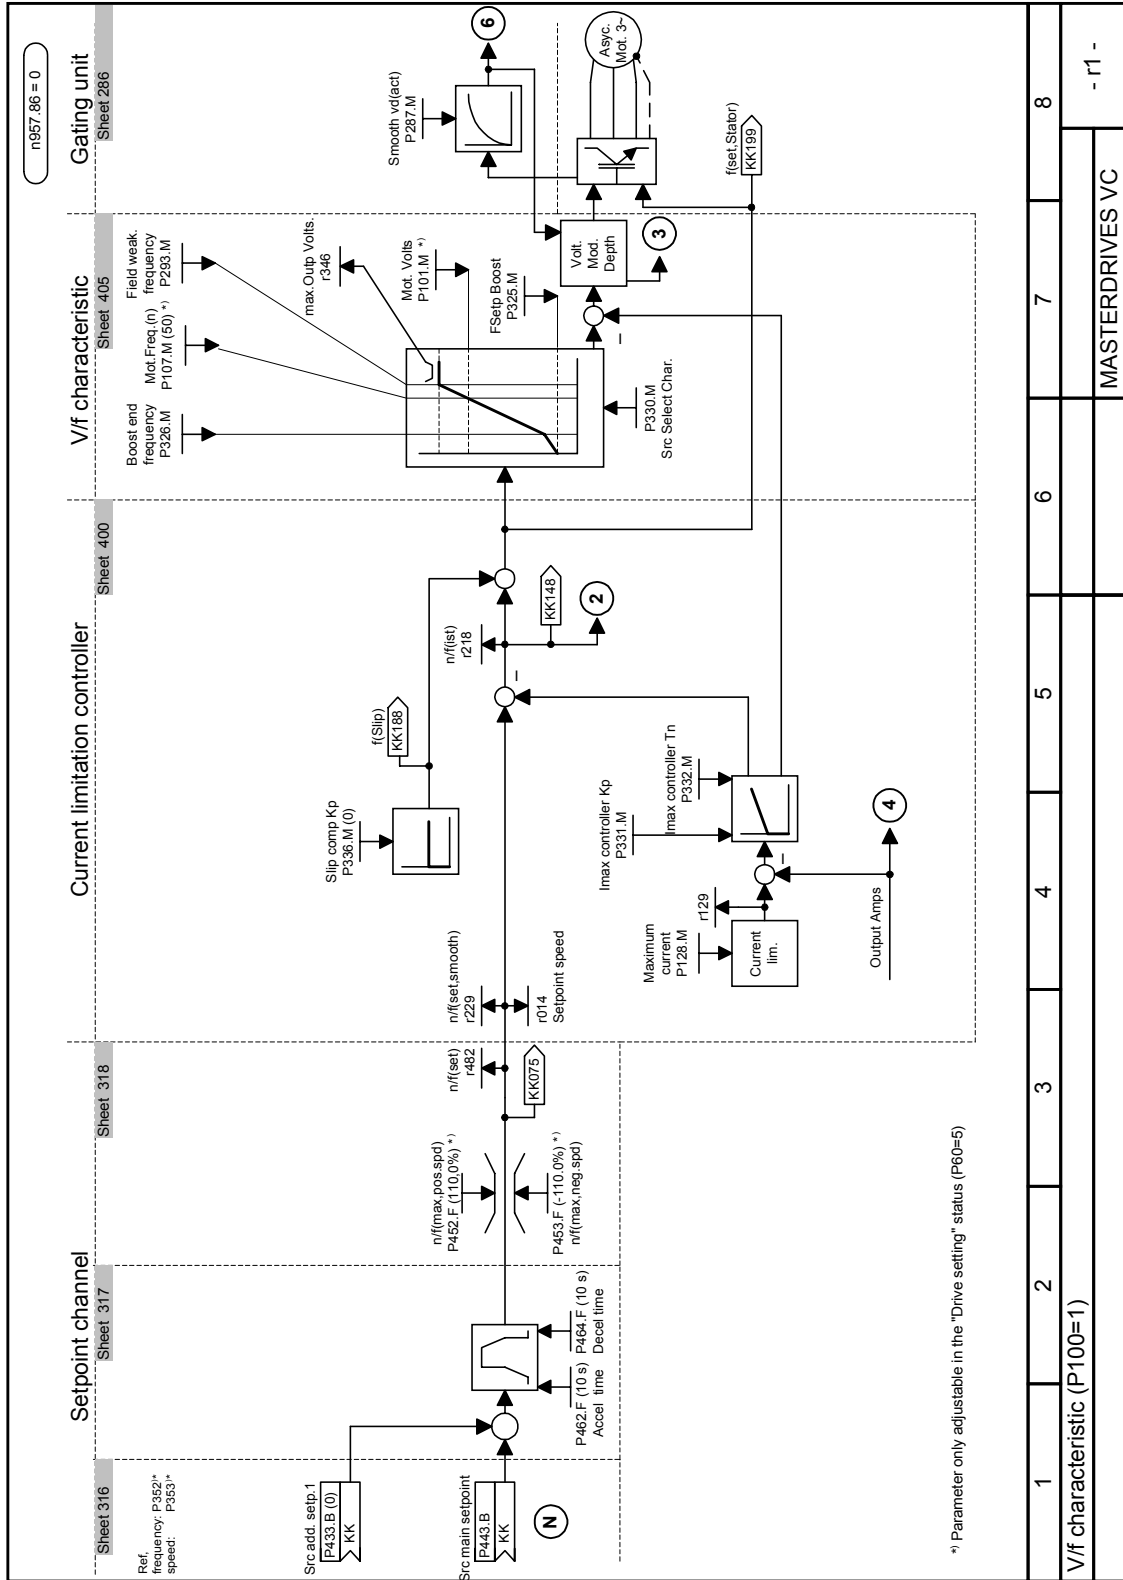 n957.86 = 0
Setpoint channel
Current limitation controller
V/f characteristic
Gating unit
Sheet 316
Sheet 317
Sheet 318
Sheet 400
Sheet 405
Sheet 286
Ref,
frequency: P352)*
speed: P353)*
Src add. setp.1
P433.B (0)
KK
Src main setpoint
P443.B
KK
N
P462.F (10 s)
Accel time
P464.F (10 s)
Decel time
n/f(max,pos.spd)
P452.F (110,0%) *)
P453.F (-110.0%) *)
n/f(max,neg.spd)
n/f(set)
r482
KK075
n/f(set,smooth)
r229
r014
Setpoint speed
Slip comp Kp
P336.M (0)
f(Slip)
KK188
n/f(ist)
r218
KK148
2
–
Maximum
current
P128.M
r129
Current
lim.
–
Output Amps
4
Imax controller Kp
P331.M
Imax controller Tn
P332.M
Boost end
frequency
P326.M
Mot.Freq.(n)
P107.M (50) *)
Field weak.
frequency
P293.M
max.Outp Volts.
r346
Mot. Volts
P101.M *)
FSetp Boost
P325.M
P330.M
Src Select Char.
–
Volt.
Mod.
Depth
3
Smooth vd(act)
P287.M
6
Asyc.
Mot. 3~
f(set,Stator)
KK199
*) Parameter only adjustable in the "Drive setting" status (P60=5)
1 2 3 4 5 6 7 8
V/f characteristic (P100=1)
MASTERDRIVES VC
- r1 -